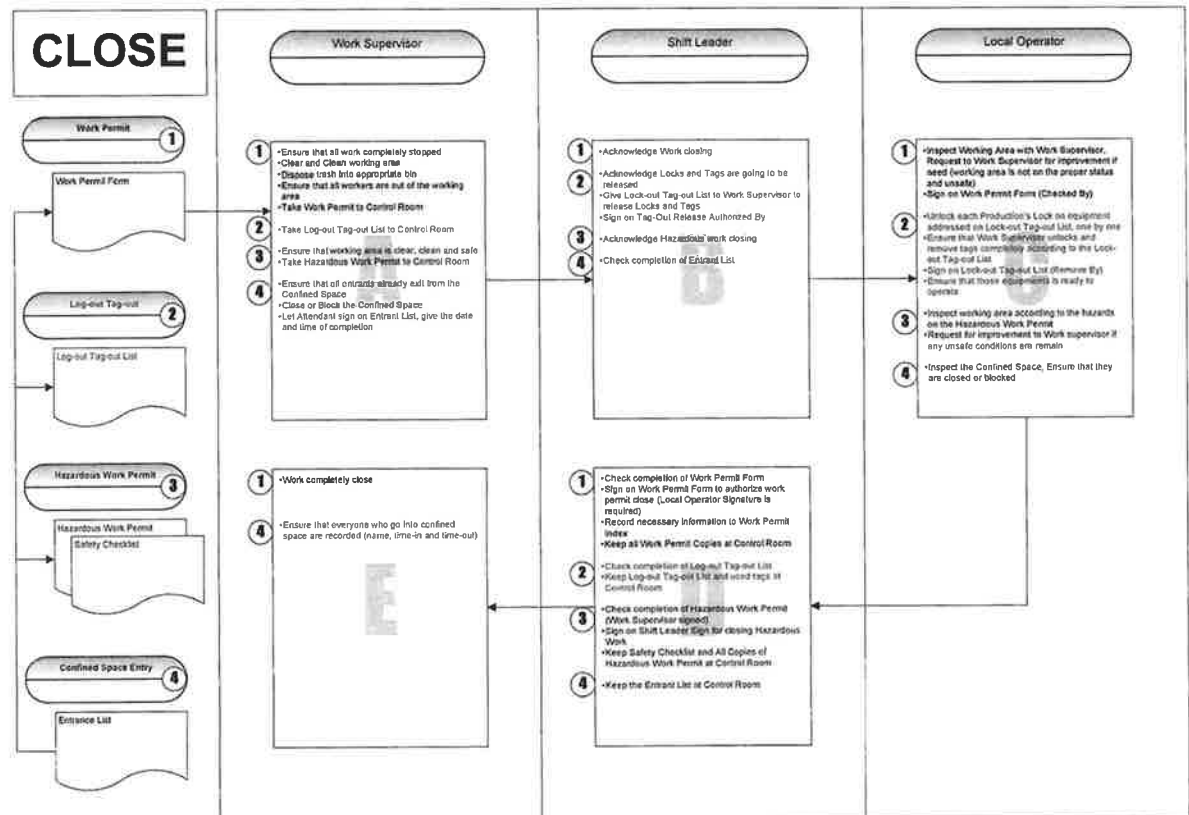 CLOSE
Work Supervisor
Shift Leader
Local Operator
Work Permit
1
Work Permit Form
Log-out Tag-out
2
Log-out Tag-out List
Hazardous Work Permit
3
Hazardous Work Permit
Safety Checklist
Confined Space Entry
4
Entrance List
A
1
•Ensure that all work completely stopped
•Clear and Clean working area
•Dispose trash into appropriate bin
•Ensure that all workers are out of the working
area
•Take Work Permit to Control Room
2
•Take Log-out Tag-out List to Control Room
3
•Ensure that working area is clear, clean and safe
•Take Hazardous Work Permit to Control Room
4
•Ensure that all entrants already exit from the
Confined Space
•Close or Block the Confined Space
•Let Attendant sign on Entrant List, give the date
and time of completion
B
1
•Acknowledge Work closing
2
•Acknowledge Locks and Tags are going to be
released
•Give Lock-out Tag-out List to Work Supervisor to
release Locks and Tags
•Sign on Tag-Out Release Authorized By
3
•Acknowledge Hazardous work closing
4
•Check completion of Entrant List
C
1
•Inspect Working Area with Work Supervisor,
Request to Work Supervisor for improvement if
need (working area is not on the proper status
and unsafe)
•Sign on Work Permit Form (Checked By)
2
•Unlock each Production's Lock on equipment
addressed on Lock-out Tag-out List, one by one
•Ensure that Work Supervisor unlocks and
remove tags completely according to the Lock-
out Tag-out List
•Sign on Lock-out Tag-out List (Remove By)
•Ensure that those equipments is ready to
operate
3
•Inspect working area according to the hazards
on the Hazardous Work Permit
•Request for improvement to Work supervisor if
any unsafe conditions are remain
4
•Inspect the Confined Space, Ensure that they
are closed or blocked
E
1
•Work completely close
4
•Ensure that everyone who go into confined
space are recorded (name, time-in and time-out)
D
1
•Check completion of Work Permit Form
•Sign on Work Permit Form to authorize work
permit close (Local Operator Signature is
required)
•Record necessary information to Work Permit
Index
•Keep all Work Permit Copies at Control Room
2
•Check completion of Log-out Tag-out List
•Keep Log-out Tag-out List and used tags at
Control Room
3
•Check completion of Hazardous Work Permit
(Work Supervisor signed)
•Sign on Shift Leader Sign for closing Hazardous
Work
•Keep Safety Checklist and All Copies of
Hazardous Work Permit at Control Room
4
•Keep the Entrant List at Control Room